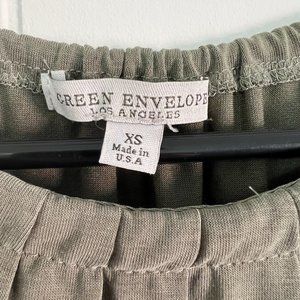 GREEN ENVELOPE
LOS ANGELES
XS
Made in
U.S.A